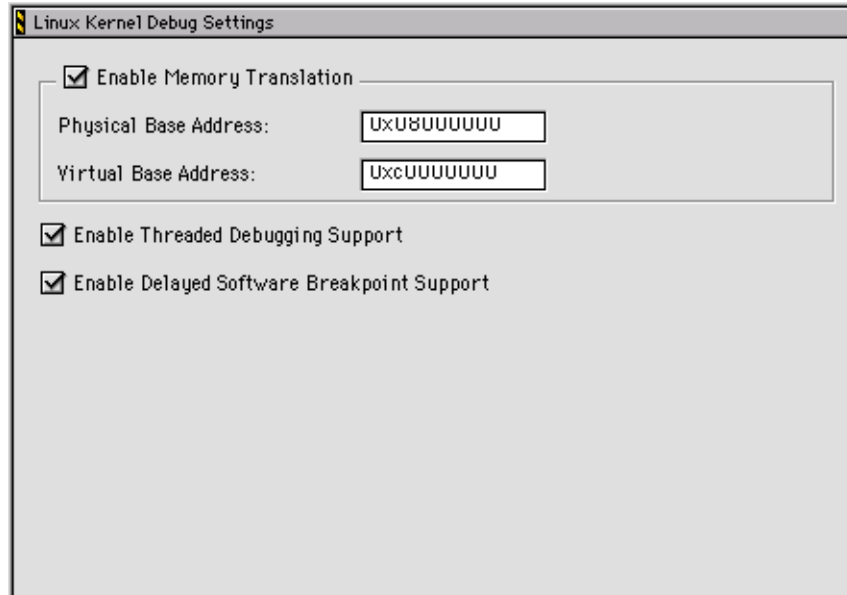 Linux Kernel Debug Settings
Enable Memory Translation
Physical Base Address: 0x08000000
Virtual Base Address: 0xc0000000
Enable Threaded Debugging Support
Enable Delayed Software Breakpoint Support